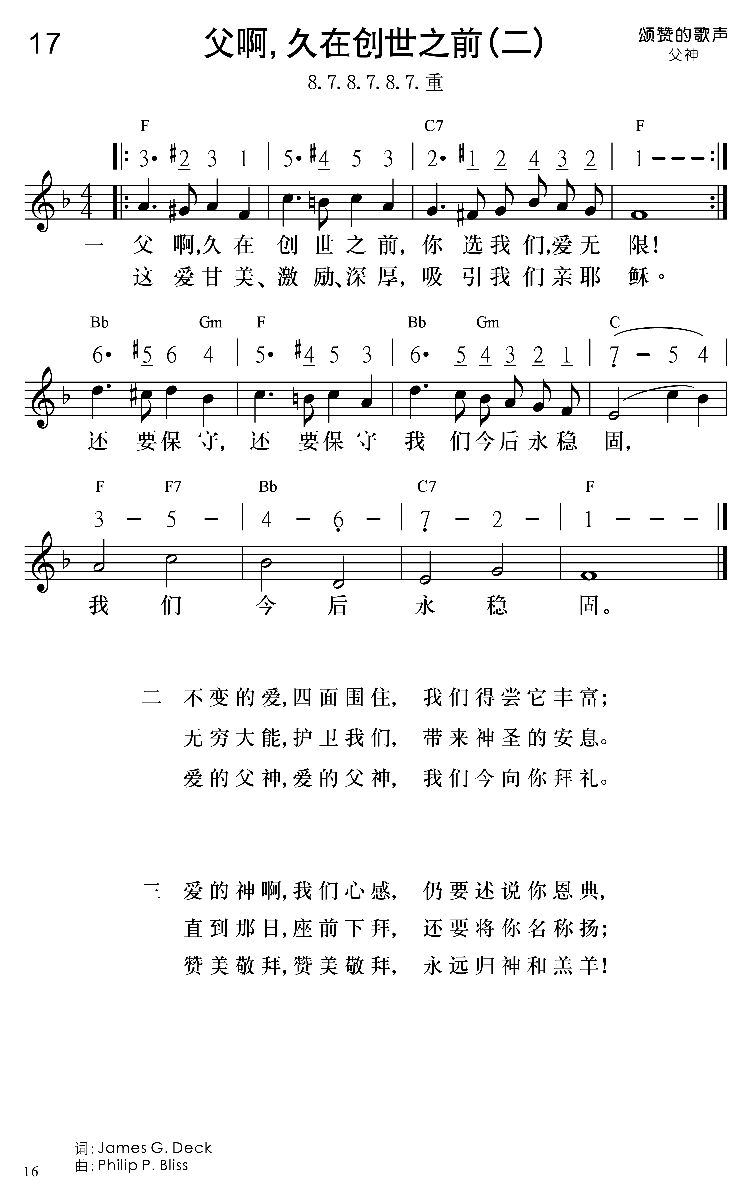 17
父啊,久在创世之前(二)
颂赞的歌声
父神
8.7.8.7.8.7.重
F C7 F
3· #2 3 1 | 5· #4 5 3 | 2· #1 2 4 3 2 | 1 - - -
4/4
一 父啊,久在创世之前,你选我们,爱无限!
这爱甘美、激励、深厚,吸引我们亲耶稣。
Bb Gm F Bb Gm C
6· #5 6 4 | 5· #4 5 3 | 6· 5 4 3 2 1 | 7 - 5 4
还要保守,还要保守我们今后永稳固,
F F7 Bb C7 F
3 - 5 - | 4 - 6 - | 7 - 2 - | 1 - - -
我们今后永稳固。
二 不变的爱,四面围住, 我们得尝它丰富;
无穷大能,护卫我们, 带来神圣的安息。
爱的父神,爱的父神, 我们今向你拜礼。
三 爱的神啊,我们心感, 仍要述说你恩典,
直到那日,座前下拜, 还要将你名称扬;
赞美敬拜,赞美敬拜, 永远归神和羔羊!
词: James G. Deck
曲: Philip P. Bliss
16